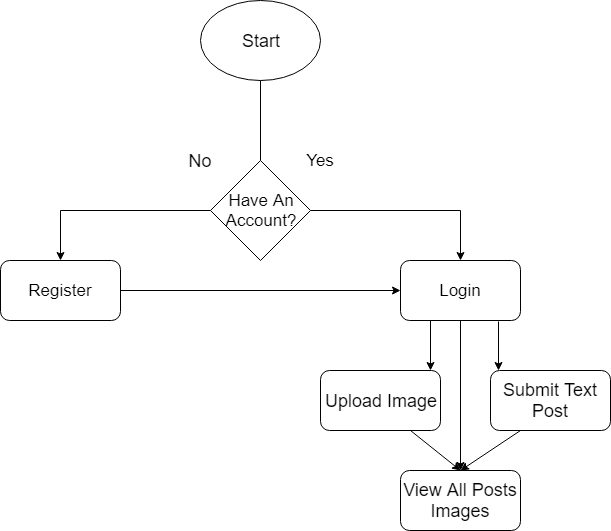 Start
No
Yes
Have An
Account?
Register
Login
Upload Image
Submit Text
Post
View All Posts
Images